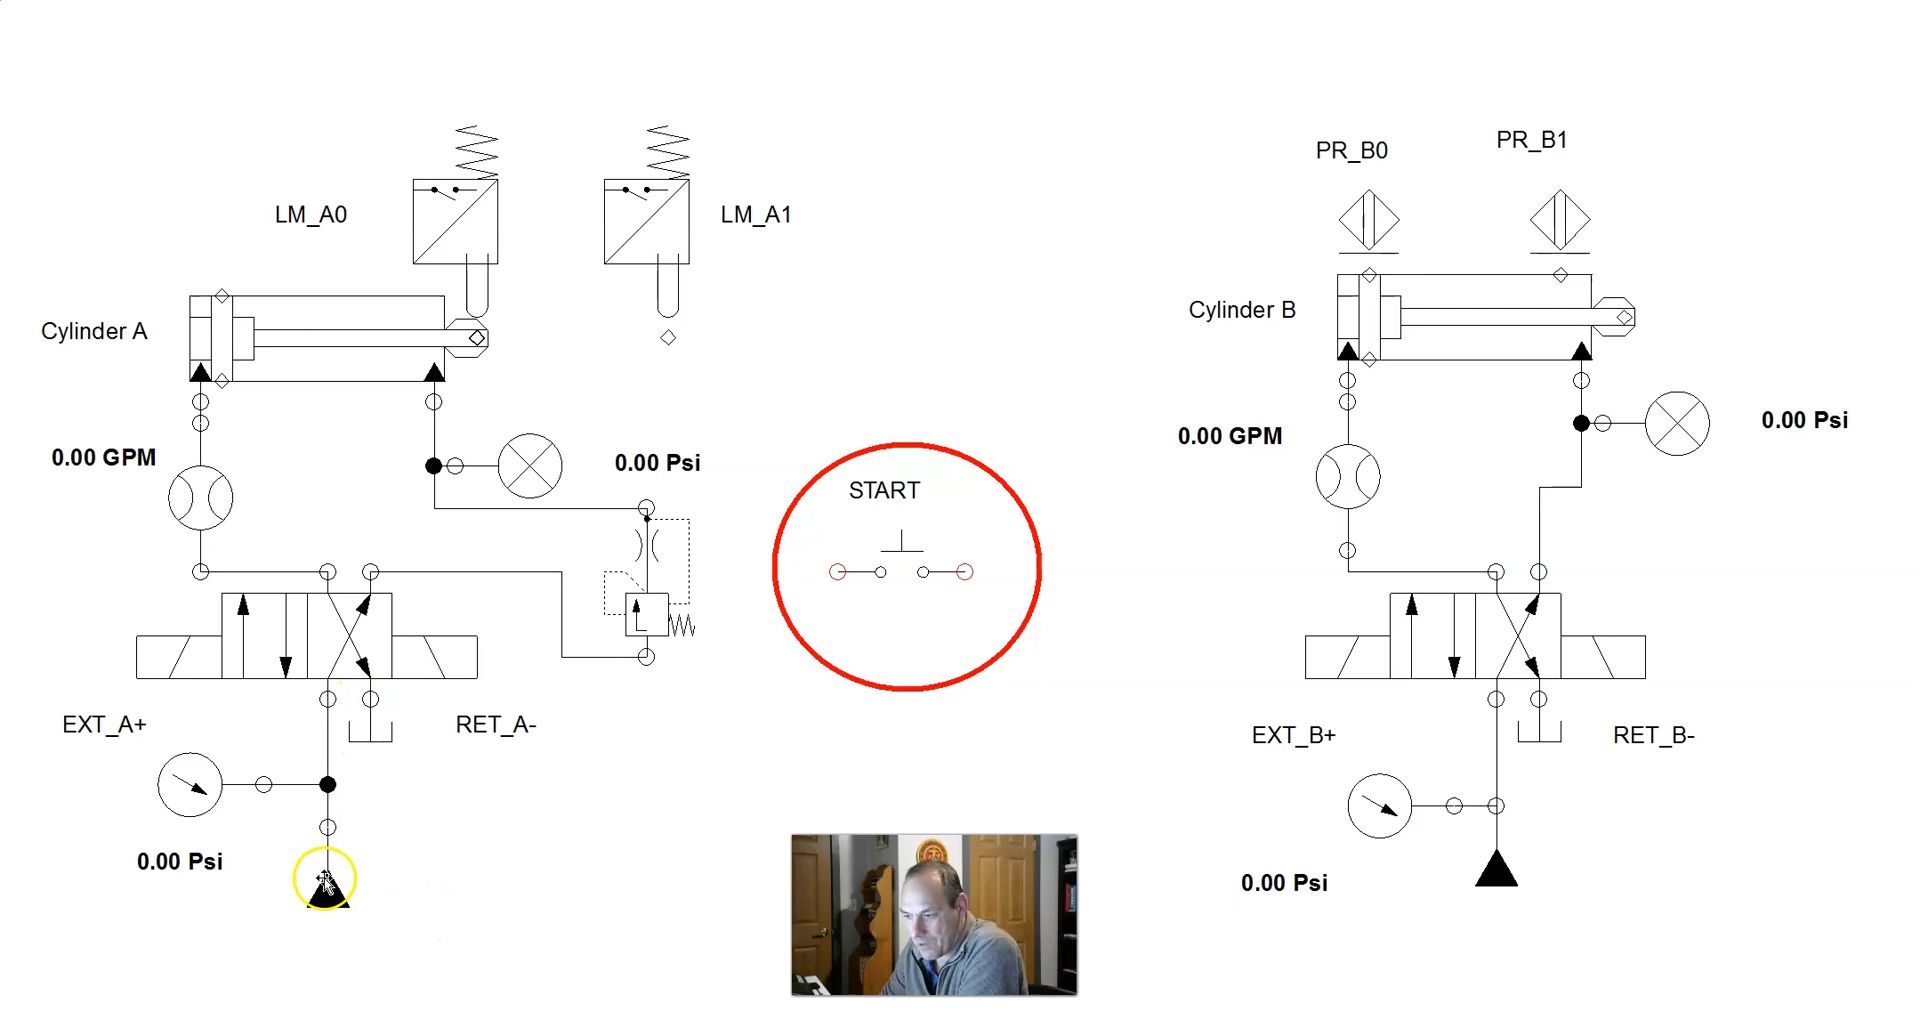 PR_B0
PR_B1
LM_A0
LM_A1
Cylinder A
Cylinder B
0.00 GPM
0.00 Psi
START
0.00 GPM
0.00 Psi
EXT_A+
RET_A-
EXT_B+
RET_B-
0.00 Psi
0.00 Psi